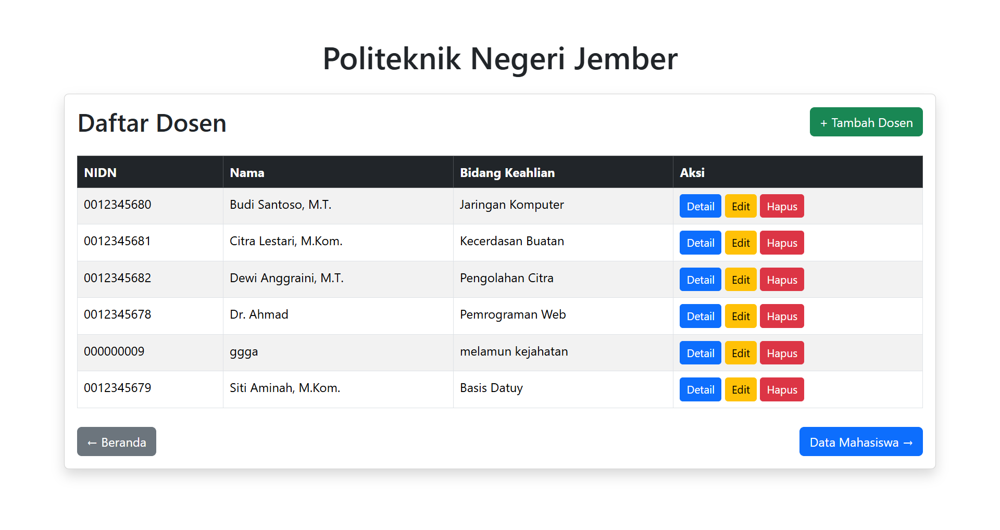 Politeknik Negeri Jember
Daftar Dosen
+ Tambah Dosen
NIDN Nama Bidang Keahlian Aksi
0012345680 Budi Santoso, M.T. Jaringan Komputer Detail Edit Hapus
0012345681 Citra Lestari, M.Kom. Kecerdasan Buatan Detail Edit Hapus
0012345682 Dewi Anggraini, M.T. Pengolahan Citra Detail Edit Hapus
0012345678 Dr. Ahmad Pemrograman Web Detail Edit Hapus
000000009 ggga melamun kejahatan Detail Edit Hapus
0012345679 Siti Aminah, M.Kom. Basis Datuy Detail Edit Hapus
← Beranda
Data Mahasiswa →